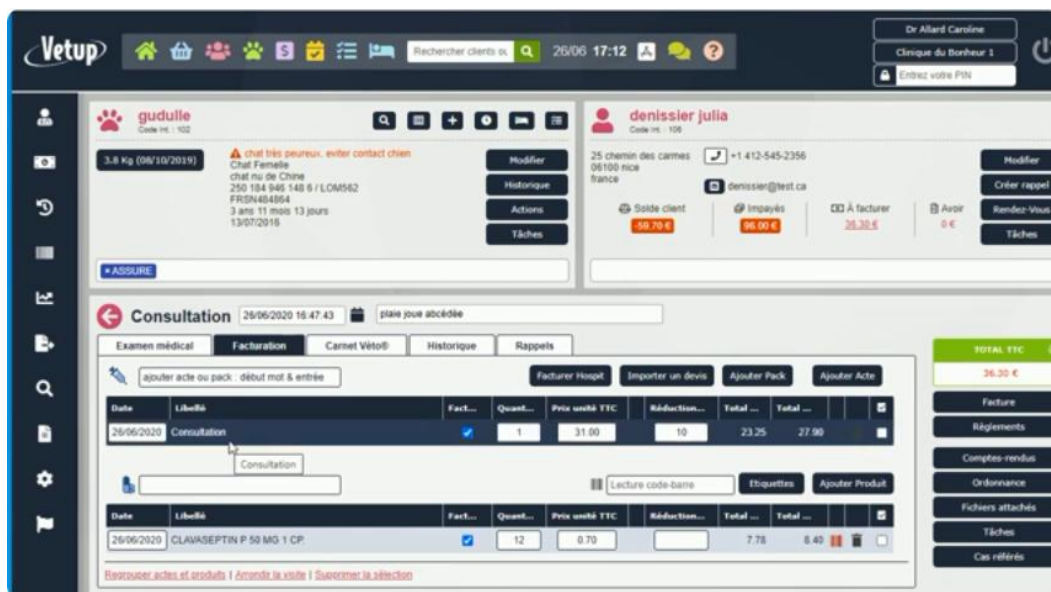 Vetup
Rechercher clients ou
26/06 17:12
Dr Allard Caroline
Clinique du Bonheur 1
Entrez votre PIN
gudulle
Code Int. : 102
3.8 Kg (08/10/2019)
chat très peureux. eviter contact chien
Chat Femelle
chat nu de Chine
250 184 946 148 6 / LOM562
FRSN484864
3 ans 11 mois 13 jours
13/07/2016
Modifier
Historique
Actions
Tâches
ASSURE
denissier julia
Code Int. : 106
25 chemin des carmes
06100 nice
france
+1 412-545-2356
denissier@test.ca
Solde client
-59.70 €
Impayés
96.00 €
À facturer
36.30 €
Avoir
0 €
Modifier
Créer rappel
Rendez-Vous
Tâches
Consultation 26/06/2020 16:47:43 plaie joue abcédée
Examen médical Facturation Carnet Véto® Historique Rappels
ajouter acte ou pack : début mot & entrée
Facturer Hospit Importer un devis Ajouter Pack Ajouter Acte
Date Libellé Fact... Quant... Prix unité TTC Réduction... Total ... Total ...
26/06/2020 Consultation 1 31.00 10 23.25 27.90
Consultation
Lecture code-barre Etiquettes Ajouter Produit
Date Libellé Fact... Quant... Prix unité TTC Réduction... Total ... Total ...
26/06/2020 CLAVASEPTIN P 50 MG 1 CP. 12 0.70 7.78 8.40
Regrouper actes et produits | Arrondir la visite | Supprimer la sélection
TOTAL TTC
36.30 €
Facture
Règlements
Comptes-rendus
Ordonnance
Fichiers attachés
Tâches
Cas référés